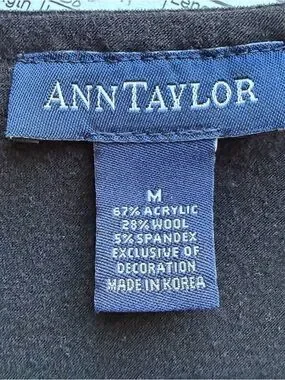 ANNTAYLOR
M
67% ACRYLIC
28% WOOL
5% SPANDEX
EXCLUSIVE OF
DECORATION
MADE IN KOREA